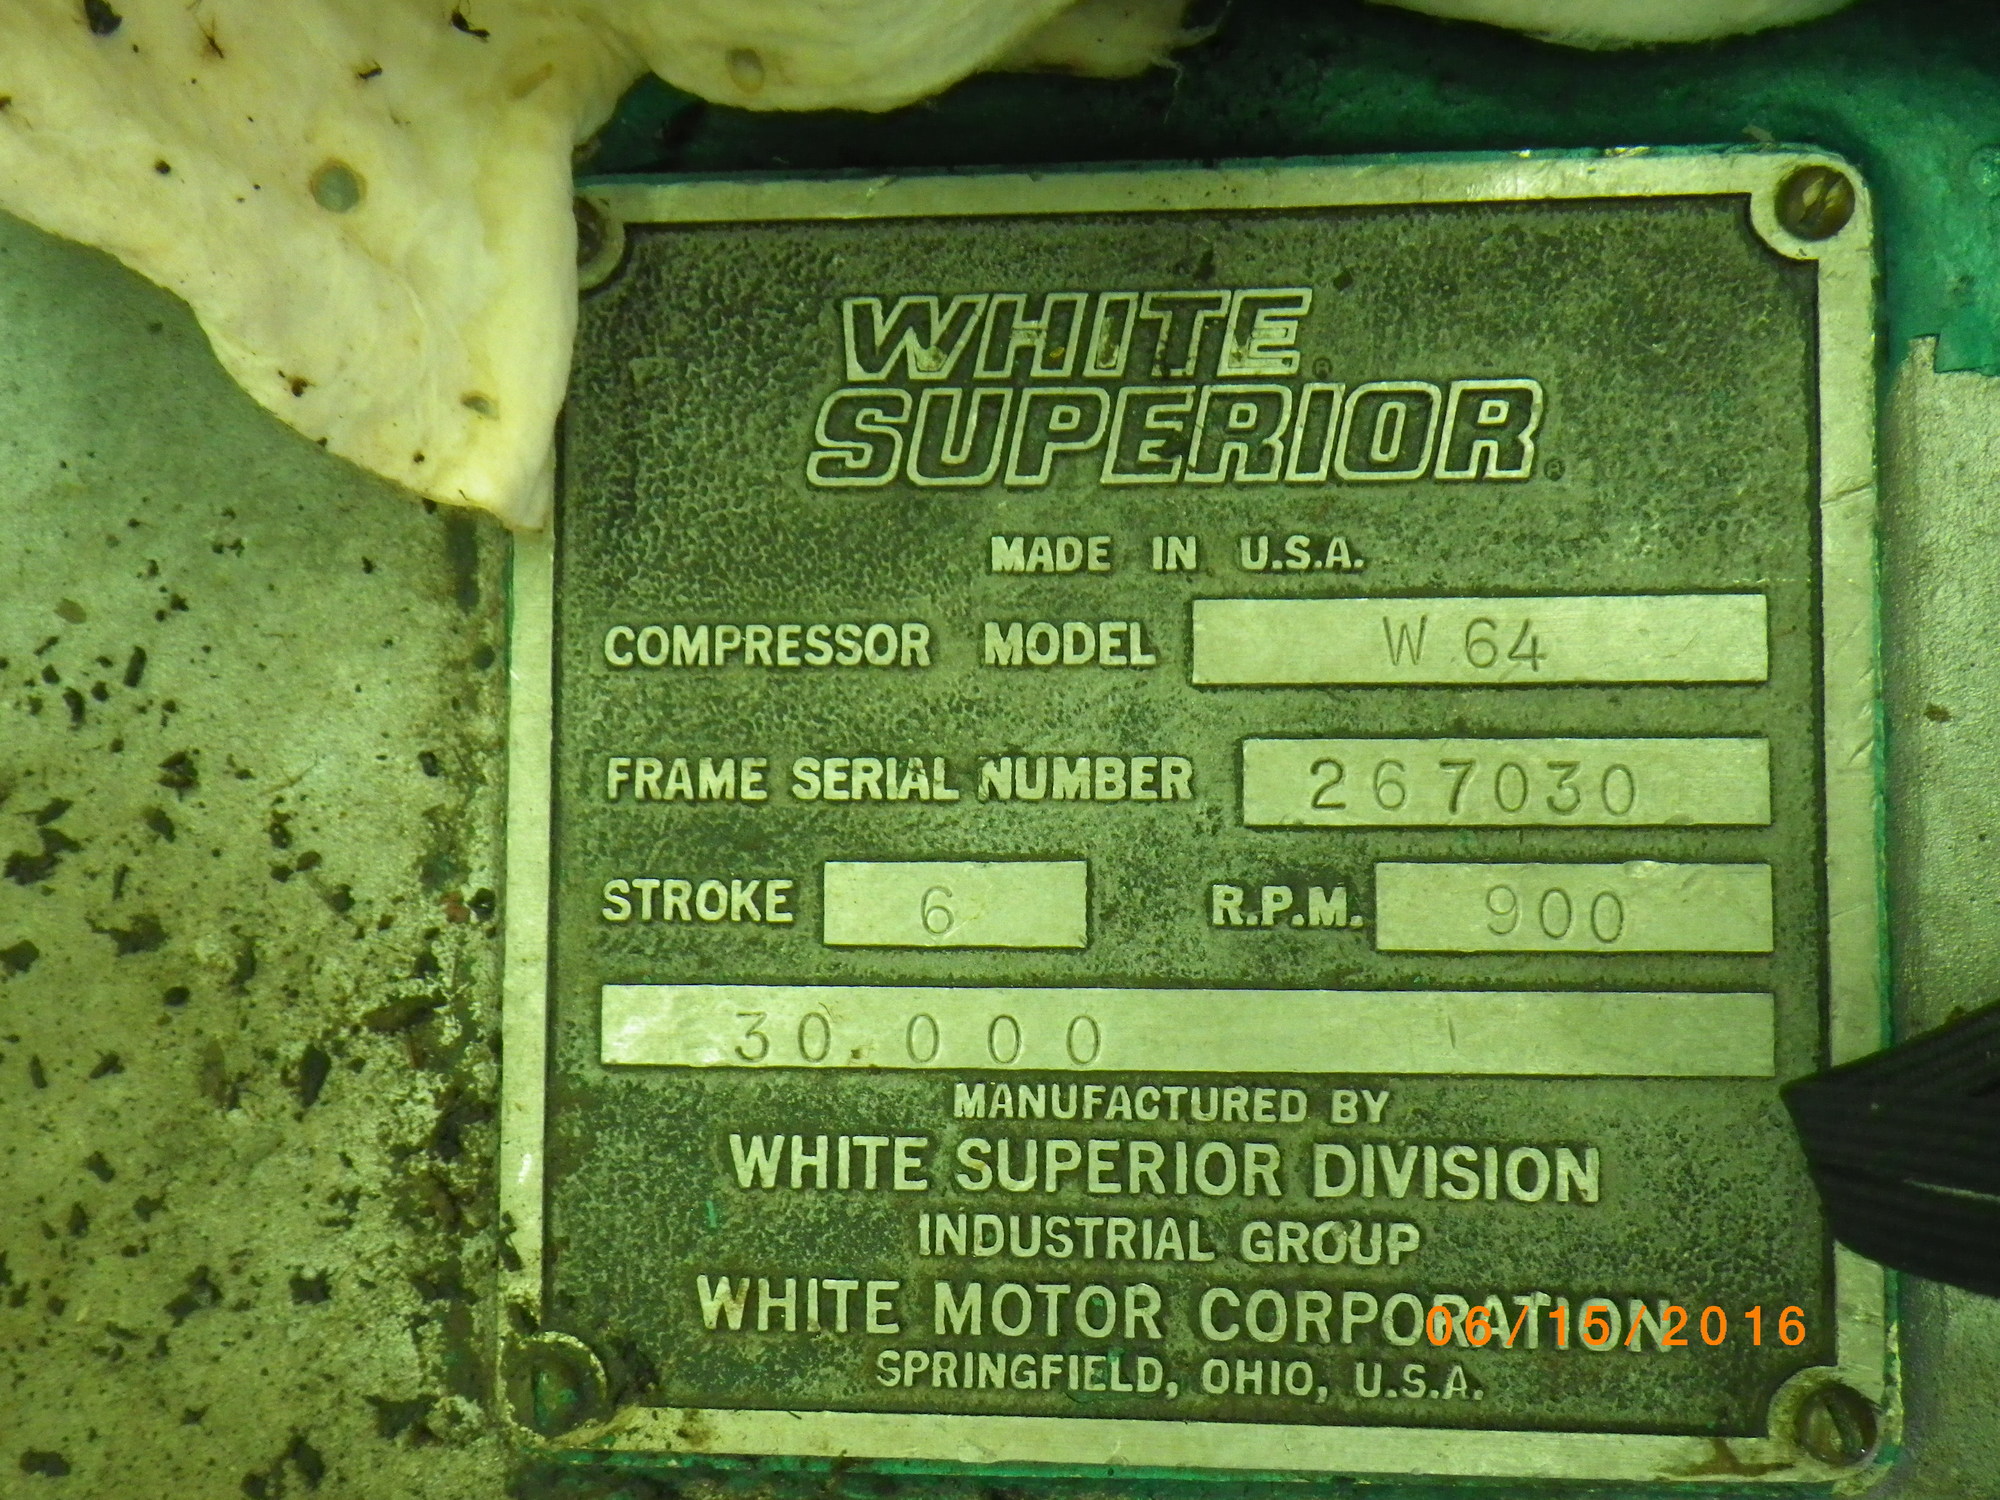 WHITE®
SUPERIOR®
MADE IN U.S.A.
COMPRESSOR MODEL W 64
FRAME SERIAL NUMBER 267030
STROKE 6 R.P.M. 900
30.000
MANUFACTURED BY
WHITE SUPERIOR DIVISION
INDUSTRIAL GROUP
WHITE MOTOR CORPORATION
06/15/2016
SPRINGFIELD, OHIO, U.S.A.